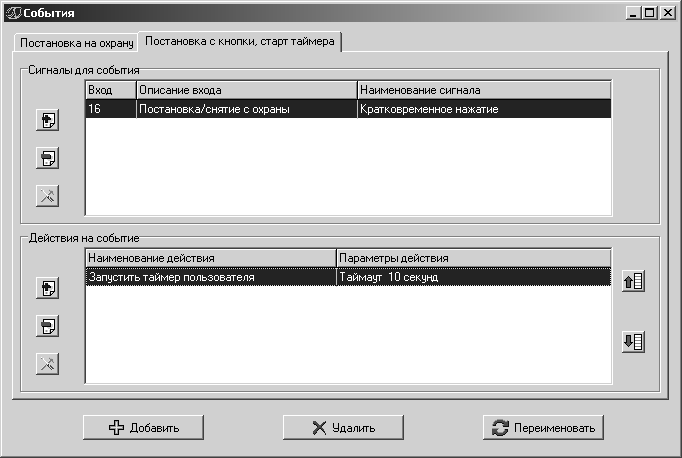 События
Постановка на охрану Постановка с кнопки, старт таймера
Сигналы для события
Вход Описание входа Наименование сигнала
16 Постановка/снятие с охраны Кратковременное нажатие
Действия на событие
Наименование действия Параметры действия
Запустить таймер пользователя Таймаут 10 секунд
Добавить Удалить Переименовать